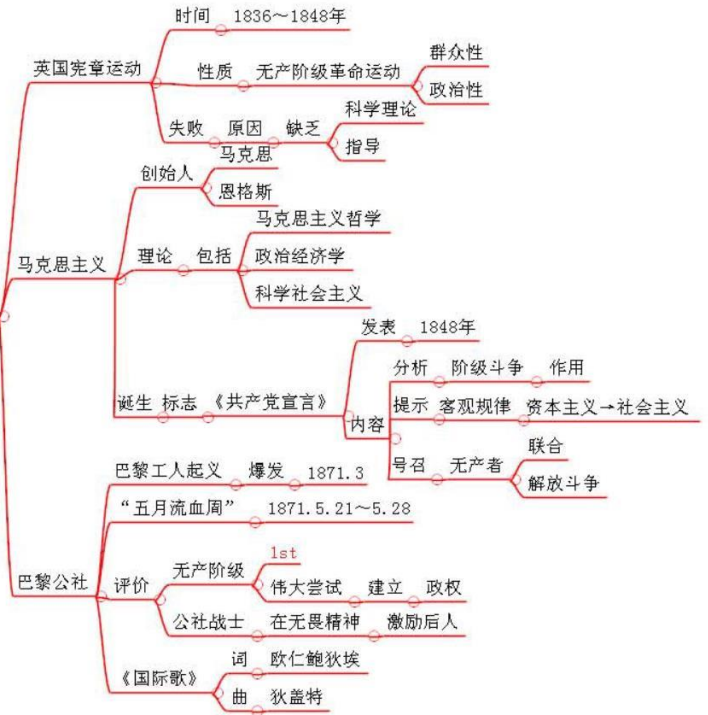 英国宪章运动
时间 1836～1848年
性质 无产阶级革命运动
群众性
政治性
失败 原因 缺乏
科学理论
指导
马克思主义
创始人
马克思
恩格斯
理论 包括
马克思主义哲学
政治经济学
科学社会主义
诞生 标志 《共产党宣言》
发表 1848年
内容
分析 阶级斗争 作用
提示 客观规律 资本主义→社会主义
号召 无产者
联合
解放斗争
巴黎公社
巴黎工人起义 爆发 1871.3
“五月流血周” 1871.5.21～5.28
评价
无产阶级
1st
伟大尝试 建立 政权
公社战士 在无畏精神 激励后人
《国际歌》
词 欧仁鲍狄埃
曲 狄盖特